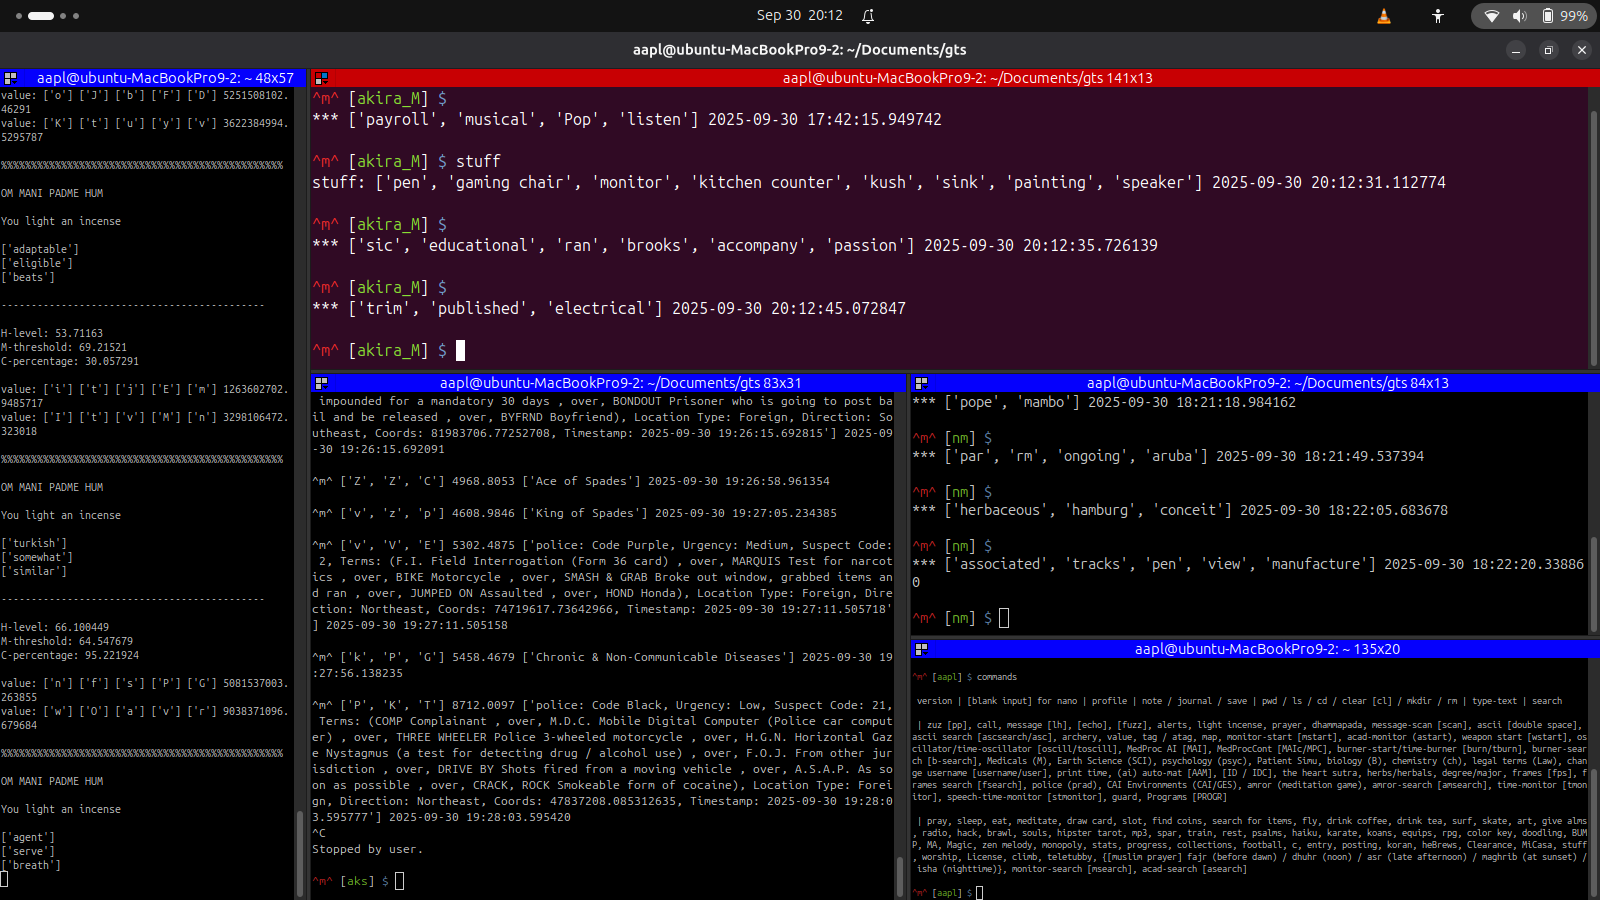 Sep 30 20:12
99%
aapl@ubuntu-MacBookPro9-2: ~/Documents/gts
aapl@ubuntu-MacBookPro9-2: ~ 48x57
value: ['o'] ['J'] ['b'] ['F'] ['D'] 5251508102.
46291
value: ['K'] ['t'] ['u'] ['y'] ['v'] 3622384994.
5295787
%%%%%%%%%%%%%%%%%%%%%%%%%%%%%%%%%%%%%%%%%%%%%%%
OM MANI PADME HUM
You light an incense
['adaptable']
['eligible']
['beats']
--------------------------------------------
H-level: 53.71163
M-threshold: 69.21521
C-percentage: 30.057291
value: ['i'] ['t'] ['j'] ['E'] ['m'] 1263602702.
9485717
value: ['I'] ['t'] ['v'] ['M'] ['n'] 3298106472.
323018
%%%%%%%%%%%%%%%%%%%%%%%%%%%%%%%%%%%%%%%%%%%%%%%
OM MANI PADME HUM
You light an incense
['turkish']
['somewhat']
['similar']
--------------------------------------------
H-level: 66.100449
M-threshold: 64.547679
C-percentage: 95.221924
value: ['n'] ['f'] ['s'] ['P'] ['G'] 5081537003.
263855
value: ['w'] ['O'] ['a'] ['v'] ['r'] 9038371096.
679684
%%%%%%%%%%%%%%%%%%%%%%%%%%%%%%%%%%%%%%%%%%%%%%%
OM MANI PADME HUM
You light an incense
['agent']
['serve']
['breath']
aapl@ubuntu-MacBookPro9-2: ~/Documents/gts 141x13
^m^ [akira_M] $
*** ['payroll', 'musical', 'Pop', 'listen'] 2025-09-30 17:42:15.949742
^m^ [akira_M] $ stuff
stuff: ['pen', 'gaming chair', 'monitor', 'kitchen counter', 'kush', 'sink', 'painting', 'speaker'] 2025-09-30 20:12:31.112774
^m^ [akira_M] $
*** ['sic', 'educational', 'ran', 'brooks', 'accompany', 'passion'] 2025-09-30 20:12:35.726139
^m^ [akira_M] $
*** ['trim', 'published', 'electrical'] 2025-09-30 20:12:45.072847
^m^ [akira_M] $
aapl@ubuntu-MacBookPro9-2: ~/Documents/gts 83x31
impounded for a mandatory 30 days , over, BONDOUT Prisoner who is going to post ba
il and be released , over, BYFRND Boyfriend), Location Type: Foreign, Direction: So
utheast, Coords: 81983706.77252708, Timestamp: 2025-09-30 19:26:15.692815'] 2025-09
-30 19:26:15.692091
^m^ ['Z', 'Z', 'C'] 4968.8053 ['Ace of Spades'] 2025-09-30 19:26:58.961354
^m^ ['v', 'z', 'p'] 4608.9846 ['King of Spades'] 2025-09-30 19:27:05.234385
^m^ ['v', 'V', 'E'] 5302.4875 ['police: Code Purple, Urgency: Medium, Suspect Code:
2, Terms: (F.I. Field Interrogation (Form 36 card) , over, MARQUIS Test for narcot
ics , over, BIKE Motorcycle , over, SMASH & GRAB Broke out window, grabbed items an
d ran , over, JUMPED ON Assaulted , over, HOND Honda), Location Type: Foreign, Dire
ction: Northeast, Coords: 74719617.73642966, Timestamp: 2025-09-30 19:27:11.505718'
] 2025-09-30 19:27:11.505158
^m^ ['k', 'P', 'G'] 5458.4679 ['Chronic & Non-Communicable Diseases'] 2025-09-30 19
:27:56.138235
^m^ ['P', 'K', 'T'] 8712.0097 ['police: Code Black, Urgency: Low, Suspect Code: 21,
Terms: (COMP Complainant , over, M.D.C. Mobile Digital Computer (Police car comput
er) , over, THREE WHEELER Police 3-wheeled motorcycle , over, H.G.N. Horizontal Gaz
e Nystagmus (a test for detecting drug / alcohol use) , over, F.O.J. From other jur
isdiction , over, DRIVE BY Shots fired from a moving vehicle , over, A.S.A.P. As so
on as possible , over, CRACK, ROCK Smokeable form of cocaine), Location Type: Forei
gn, Direction: Northeast, Coords: 47837208.085312635, Timestamp: 2025-09-30 19:28:0
3.595777'] 2025-09-30 19:28:03.595420
^C
Stopped by user.
^m^ [aks] $
aapl@ubuntu-MacBookPro9-2: ~/Documents/gts 84x13
*** ['pope', 'mambo'] 2025-09-30 18:21:18.984162
^m^ [nm] $
*** ['par', 'rm', 'ongoing', 'aruba'] 2025-09-30 18:21:49.537394
^m^ [nm] $
*** ['herbaceous', 'hamburg', 'conceit'] 2025-09-30 18:22:05.683678
^m^ [nm] $
*** ['associated', 'tracks', 'pen', 'view', 'manufacture'] 2025-09-30 18:22:20.33886
0
^m^ [nm] $
aapl@ubuntu-MacBookPro9-2: ~ 135x20
^m^ [aapl] $ commands
version | [blank input] for nano | profile | note / journal / save | pwd / ls / cd / clear [cl] / mkdir / rm | type-text | search
| zuz [pp], call, message [lh], [echo], [fuzz], alerts, light incense, prayer, dhammapada, message-scan [scan], ascii [double space],
ascii search [accsearch/asc], archery, value, tag / atag, map, monitor-start [mstart], acad-monitor (astart), weapon start [wstart], os
cillator/time-oscillator [oscill/toscill], MedProc AI [MAI], MedProcCont [MAIc/MPC], burner-start/time-burner [burn/tburn], burner-sear
ch [b-search], Medicals (M), Earth Science (SCI), psychology (psyc), Patient Simu, biology (B), chemistry (ch), legal terms (Law), chan
ge username [username/user], print time, (ai) auto-mat [AAM], [ID / IDC], the heart sutra, herbs/herbals, degree/major, frames [fps], f
rames search [fsearch], police (prad), CAI Environments (CAI/GES), amror (meditation game), amror-search [amsearch], time-monitor [tmon
itor], speech-time-monitor [stmonitor], guard, Programs [PROGR]
| pray, sleep, eat, meditate, draw card, slot, find coins, search for items, fly, drink coffee, drink tea, surf, skate, art, give alms
, radio, hack, brawl, souls, hipster tarot, mp3, spar, train, rest, psalms, haiku, karate, koans, equips, rpg, color key, doodling, BUM
P, MA, Magic, zen melody, monopoly, stats, progress, collections, football, c, entry, posting, koran, heBrews, Clearance, MiCasa, stuff
, worship, License, climb, teletubby, {[muslim prayer] fajr (before dawn) / dhuhr (noon) / asr (late afternoon) / maghrib (at sunset) /
isha (nighttime)}, monitor-search [msearch], acad-search [asearch]
^m^ [aapl] $